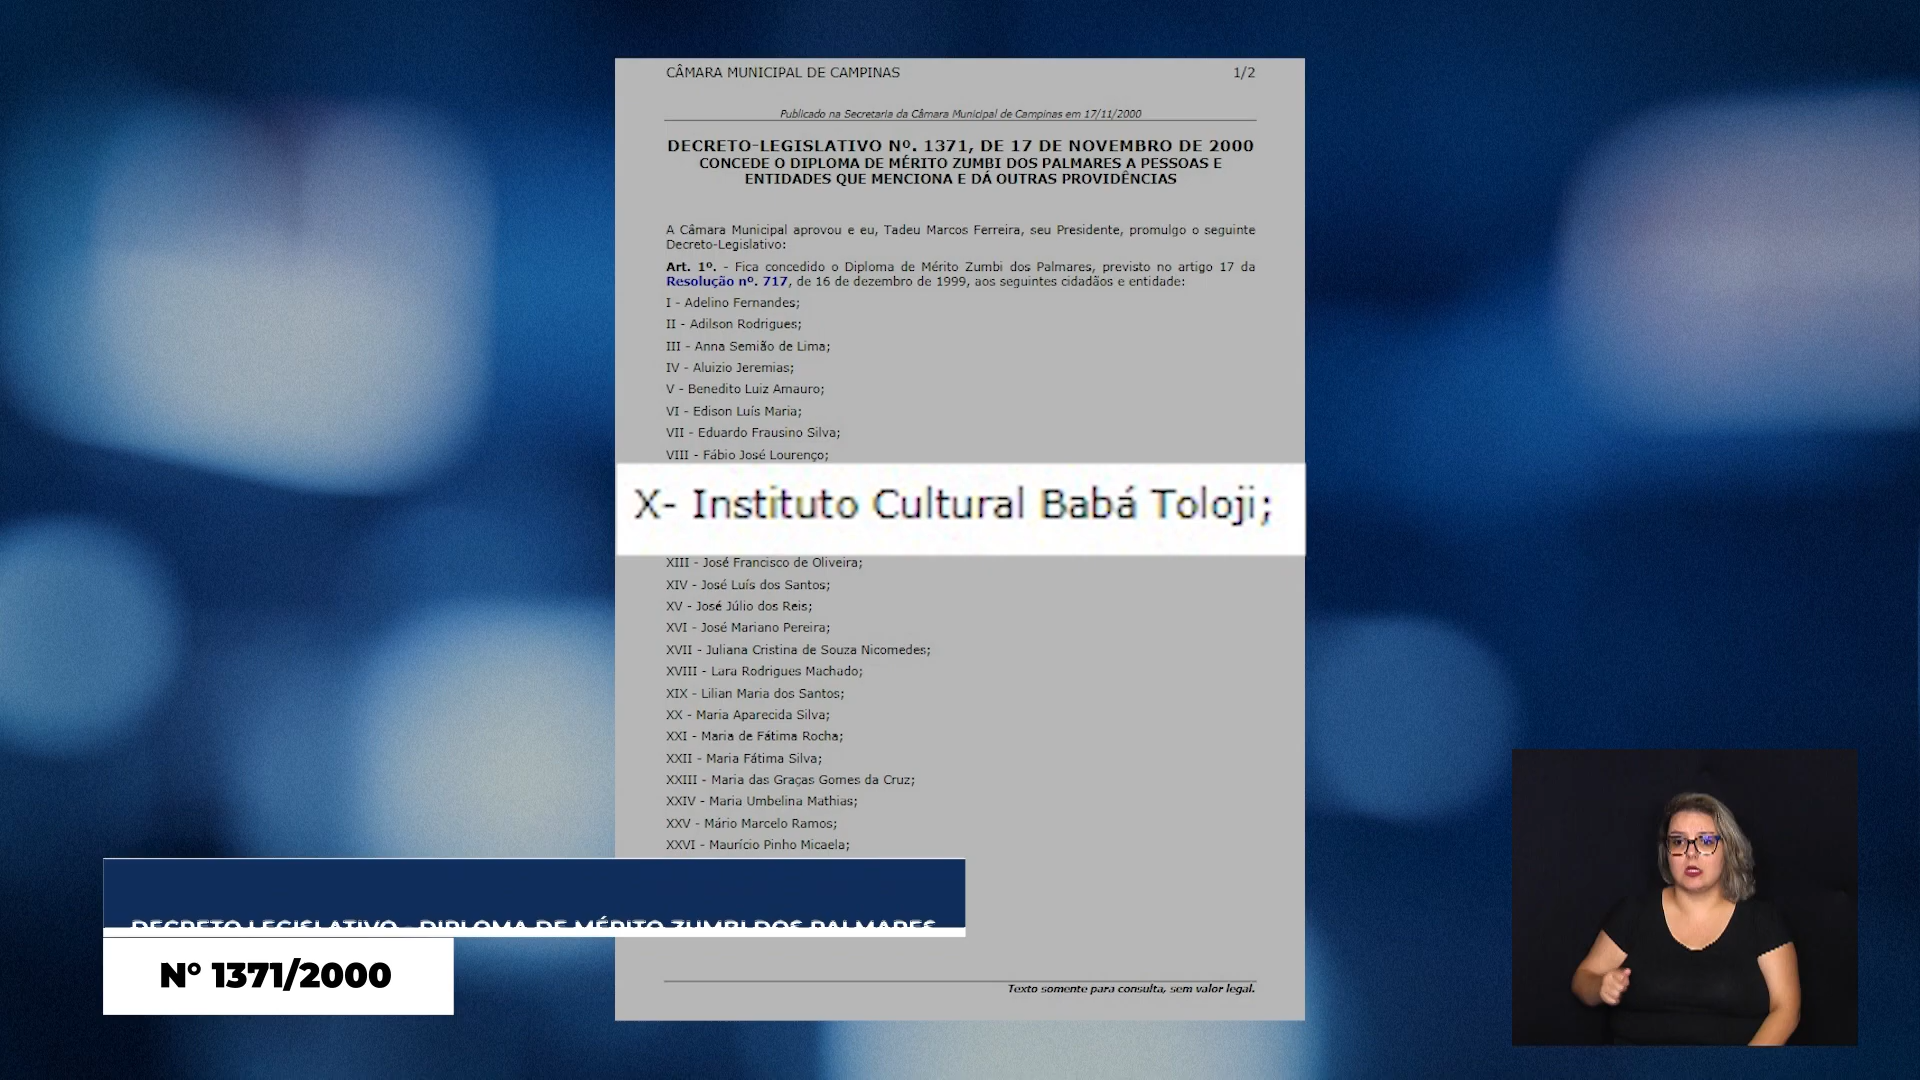 CÂMARA MUNICIPAL DE CAMPINAS 1/2
Publicado na Secretaria da Câmara Municipal de Campinas em 17/11/2000
DECRETO-LEGISLATIVO Nº. 1371, DE 17 DE NOVEMBRO DE 2000
CONCEDE O DIPLOMA DE MÉRITO ZUMBI DOS PALMARES A PESSOAS E
ENTIDADES QUE MENCIONA E DÁ OUTRAS PROVIDÊNCIAS
A Câmara Municipal aprovou e eu, Tadeu Marcos Ferreira, seu Presidente, promulgo o seguinte
Decreto-Legislativo:
Art. 1º. - Fica concedido o Diploma de Mérito Zumbi dos Palmares, previsto no artigo 17 da
Resolução nº. 717, de 16 de dezembro de 1999, aos seguintes cidadãos e entidade:
I - Adelino Fernandes;
II - Adilson Rodrigues;
III - Anna Semião de Lima;
IV - Aluizio Jeremias;
V - Benedito Luiz Amauro;
VI - Edison Luís Maria;
VII - Eduardo Frausino Silva;
VIII - Fábio José Lourenço;
X- Instituto Cultural Babá Toloji;
XIII - José Francisco de Oliveira;
XIV - José Luís dos Santos;
XV - José Júlio dos Reis;
XVI - José Mariano Pereira;
XVII - Juliana Cristina de Souza Nicomedes;
XVIII - Lara Rodrigues Machado;
XIX - Lilian Maria dos Santos;
XX - Maria Aparecida Silva;
XXI - Maria de Fátima Rocha;
XXII - Maria Fátima Silva;
XXIII - Maria das Graças Gomes da Cruz;
XXIV - Maria Umbelina Mathias;
XXV - Mário Marcelo Ramos;
XXVI - Maurício Pinho Micaela;
DECRETO LEGISLATIVO - DIPLOMA DE MÉRITO ZUMBI DOS PALMARES
N° 1371/2000
Texto somente para consulta, sem valor legal.